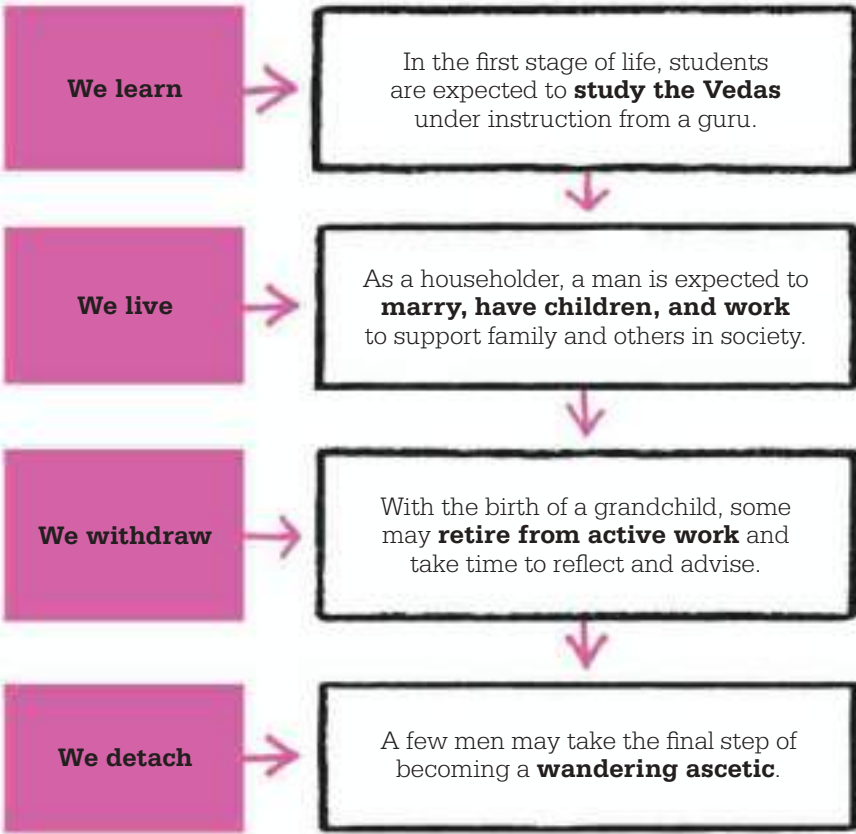 We learn
In the first stage of life, students
are expected to study the Vedas
under instruction from a guru.
We live
As a householder, a man is expected to
marry, have children, and work
to support family and others in society.
We withdraw
With the birth of a grandchild, some
may retire from active work and
take time to reflect and advise.
We detach
A few men may take the final step of
becoming a wandering ascetic.